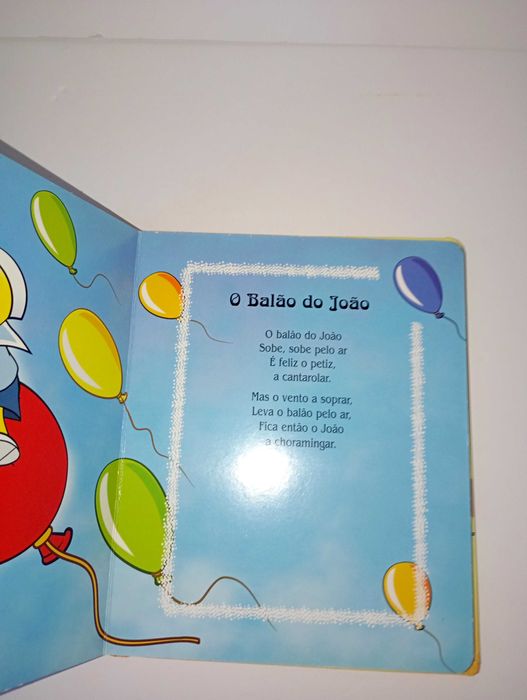 O Balão do João
O balão do João
Sobe, sobe pelo ar
É feliz o petiz,
a cantarolar.
Mas o vento a soprar,
Leva o balão pelo ar,
Fica então o João
a choramingar.